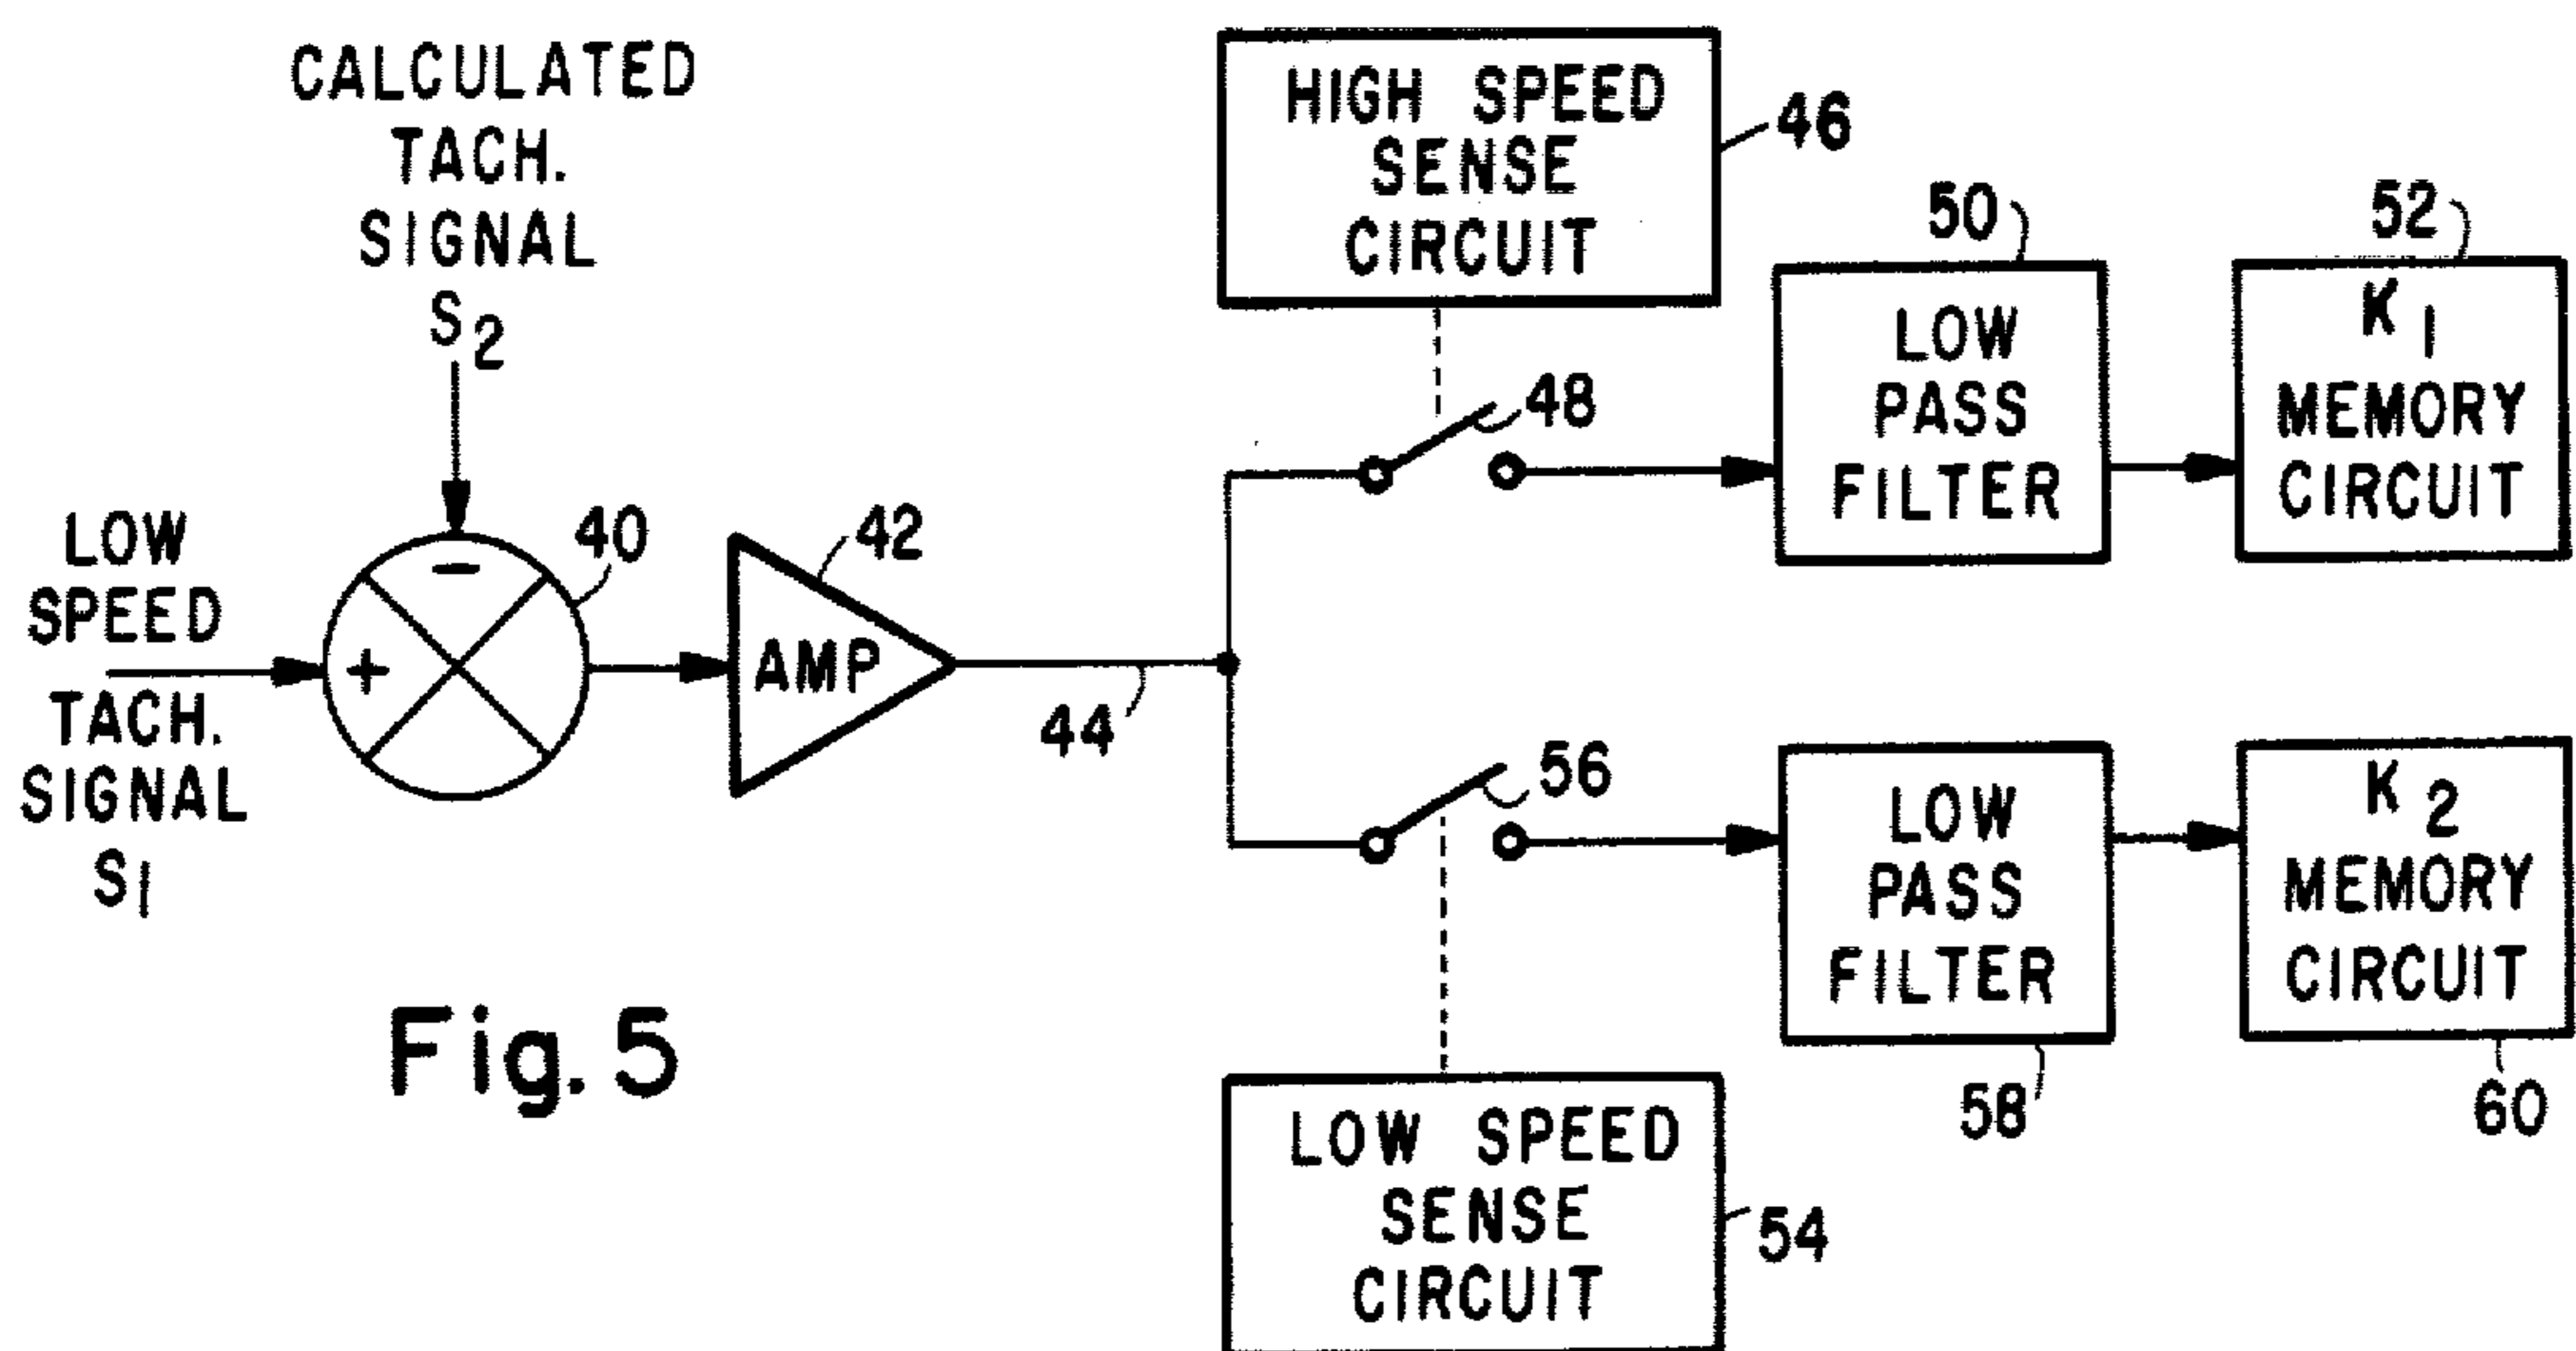 CALCULATED
TACH.
SIGNAL
S2
LOW
SPEED
TACH.
SIGNAL
S1
+
−
40
AMP
42
44
HIGH SPEED
SENSE
CIRCUIT
46
48
50
LOW
PASS
FILTER
52
K1
MEMORY
CIRCUIT
56
LOW
PASS
FILTER
58
K2
MEMORY
CIRCUIT
60
LOW SPEED
SENSE
CIRCUIT
54
Fig. 5